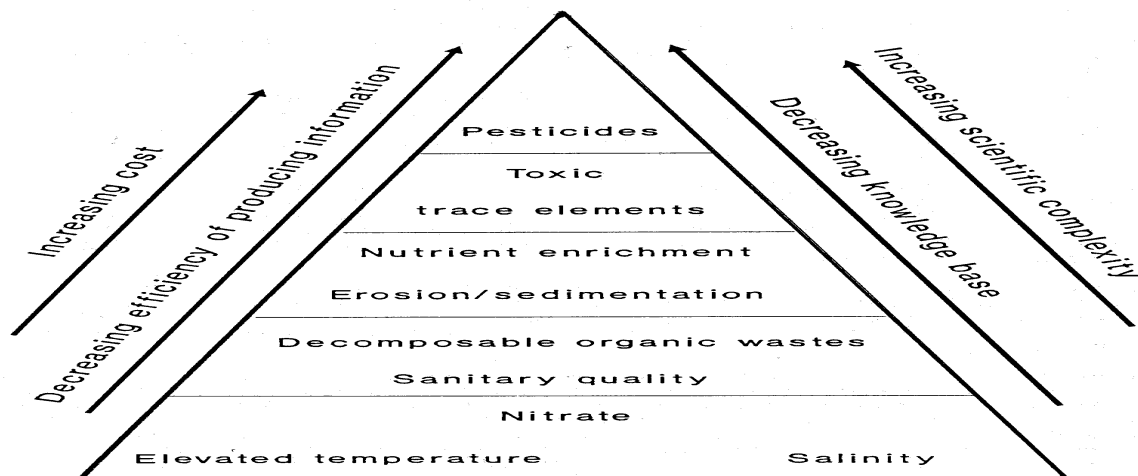 Increasing cost
Decreasing efficiency of producing information
Pesticides
Toxic
trace elements
Nutrient enrichment
Erosion/sedimentation
Decomposable organic wastes
Sanitary quality
Nitrate
Elevated temperature Salinity
Decreasing knowledge base
Increasing scientific complexity